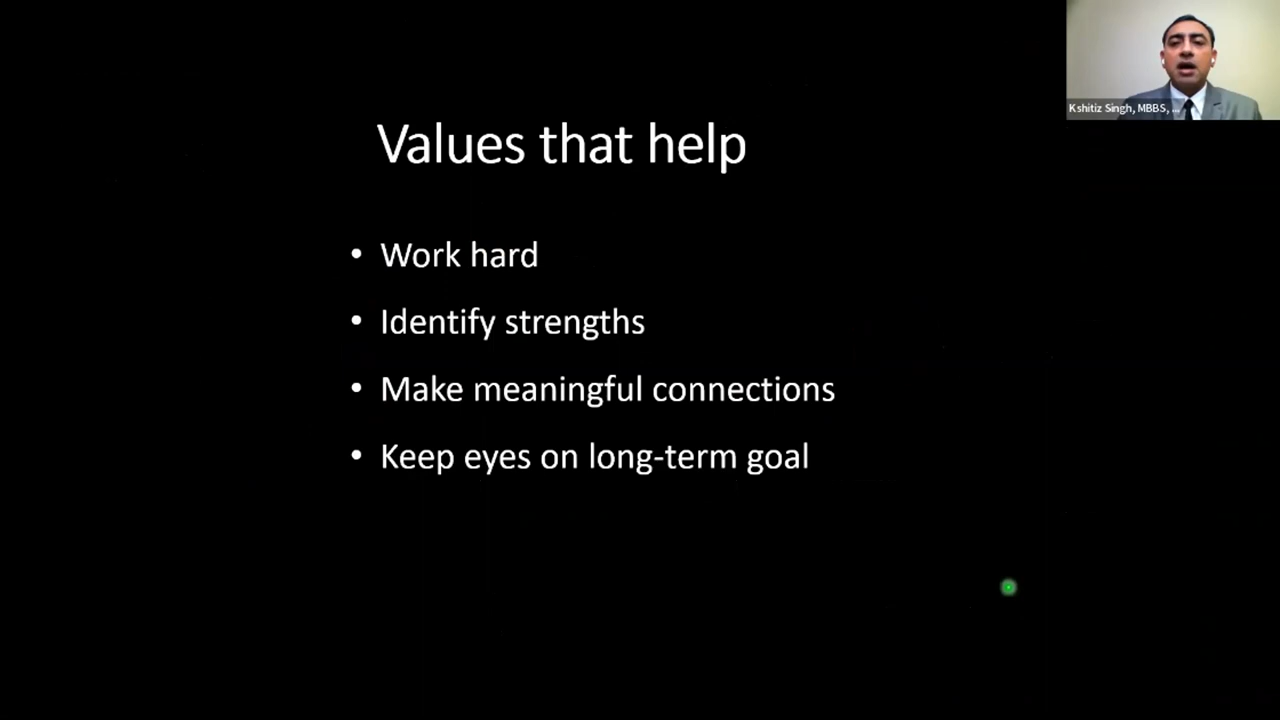 Kshitiz Singh, MBBS, ...
Values that help
• Work hard
• Identify strengths
• Make meaningful connections
• Keep eyes on long-term goal